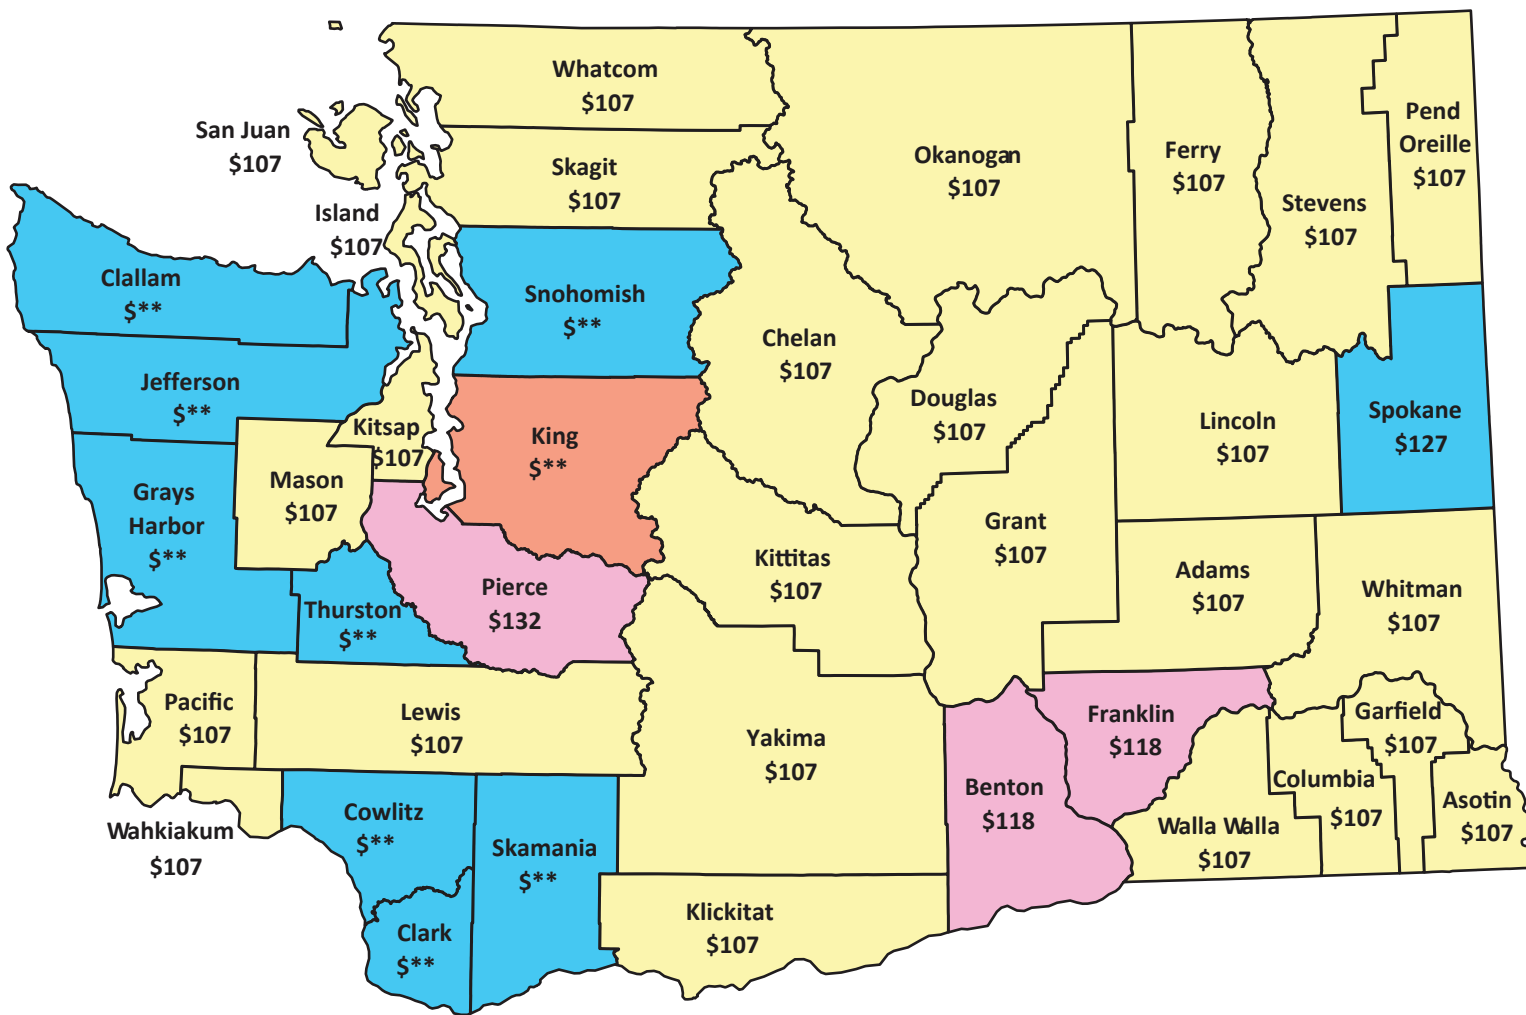 Whatcom
$107
San Juan
$107
Skagit
$107
Island
$107
Okanogan
$107
Ferry
$107
Stevens
$107
Pend
Oreille
$107
Clallam
$**
Snohomish
$**
Chelan
$107
Jefferson
$**
Kitsap
$107
King
$**
Douglas
$107
Lincoln
$107
Spokane
$127
Grays
Harbor
$**
Mason
$107
Grant
$107
Kittitas
$107
Adams
$107
Whitman
$107
Thurston
$**
Pierce
$132
Pacific
$107
Lewis
$107
Yakima
$107
Franklin
$118
Garfield
$107
Benton
$118
Columbia
$107
Asotin
$107
Walla Walla
$107
Wahkiakum
$107
Cowlitz
$**
Skamania
$**
Clark
$**
Klickitat
$107